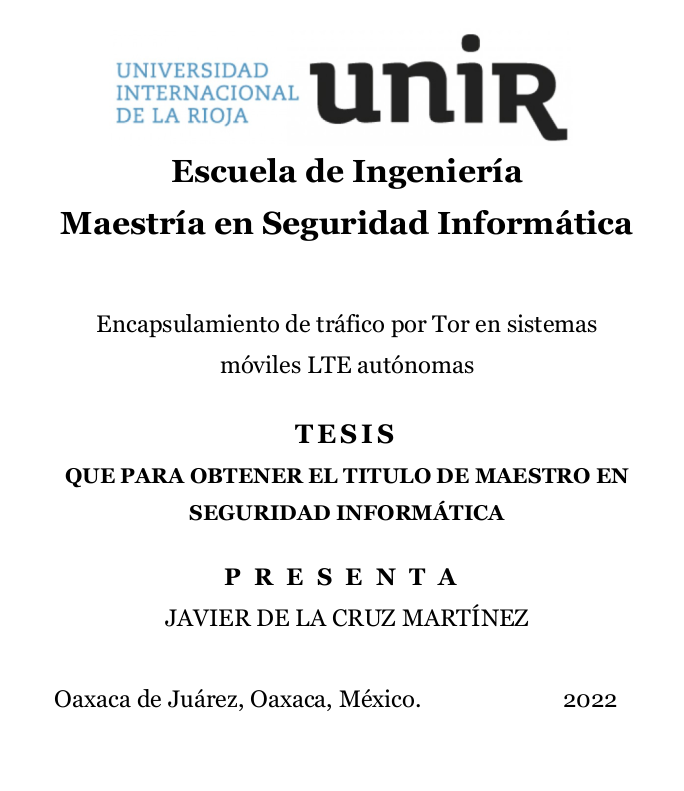 UNIVERSIDAD
INTERNACIONAL
DE LA RIOJA
unir
Escuela de Ingeniería
Maestría en Seguridad Informática
Encapsulamiento de tráfico por Tor en sistemas
móviles LTE autónomas
TESIS
QUE PARA OBTENER EL TITULO DE MAESTRO EN
SEGURIDAD INFORMÁTICA
P R E S E N T A
JAVIER DE LA CRUZ MARTÍNEZ
Oaxaca de Juárez, Oaxaca, México. 2022